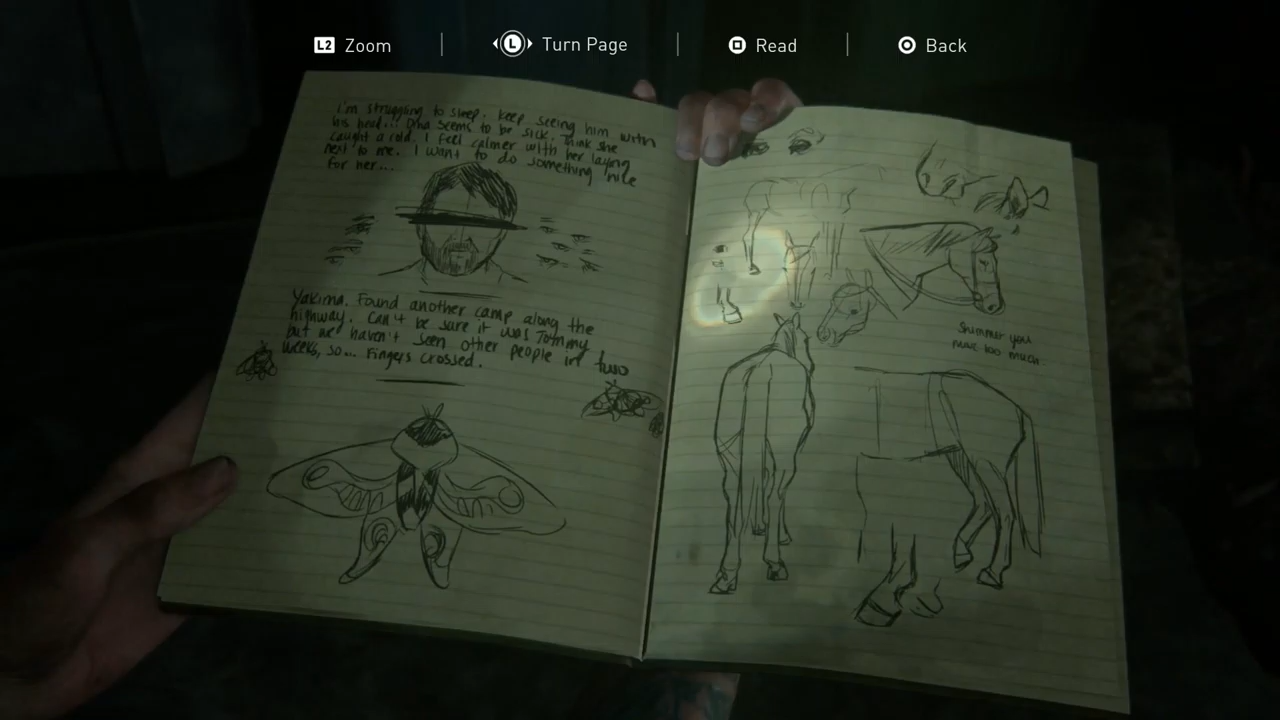 L2 Zoom
L Turn Page
Read
Back
i'm struggling to sleep. Keep seeing him with
his head... Dina seems to be sick. Think she
caught a cold. I feel calmer with her laying
next to me. I want to do something nice
for her...
Yakima. Found another camp along the
highway. Can't be sure it was Tommy
but we haven't seen other people in two
weeks, so... Fingers crossed.
Shimmer you
move too much